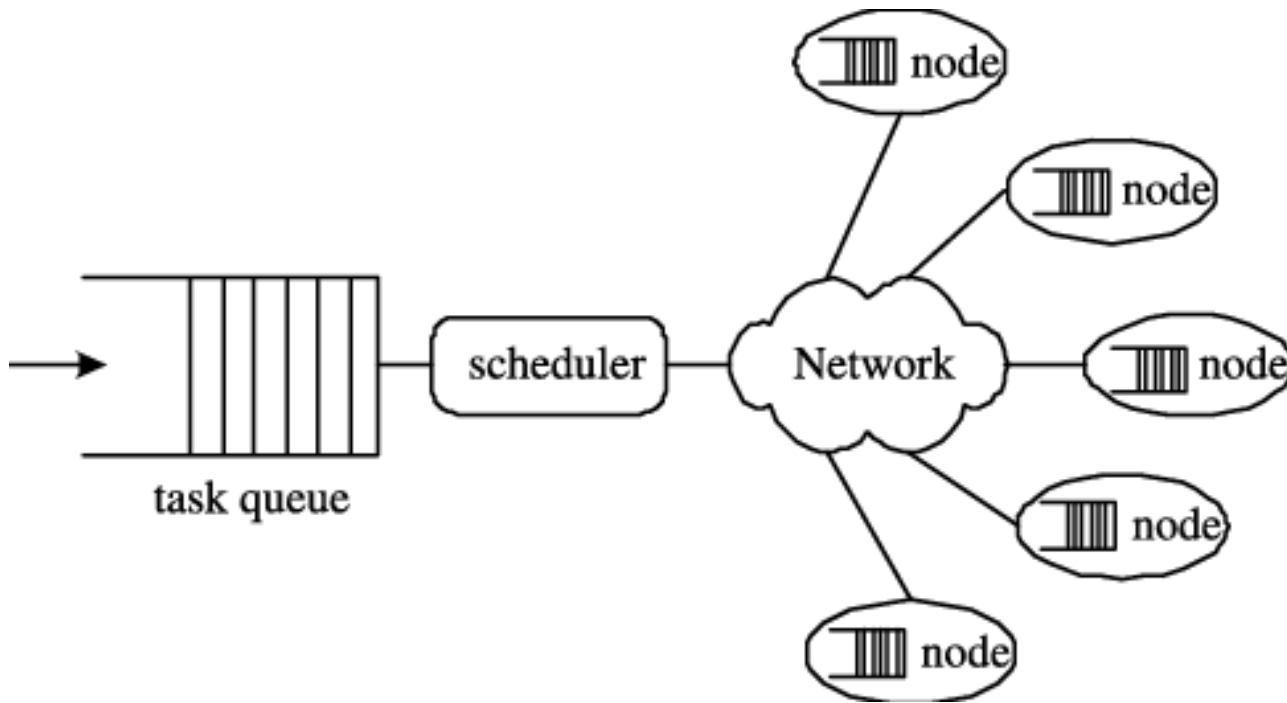 node
node
scheduler
Network
node
task queue
node
node